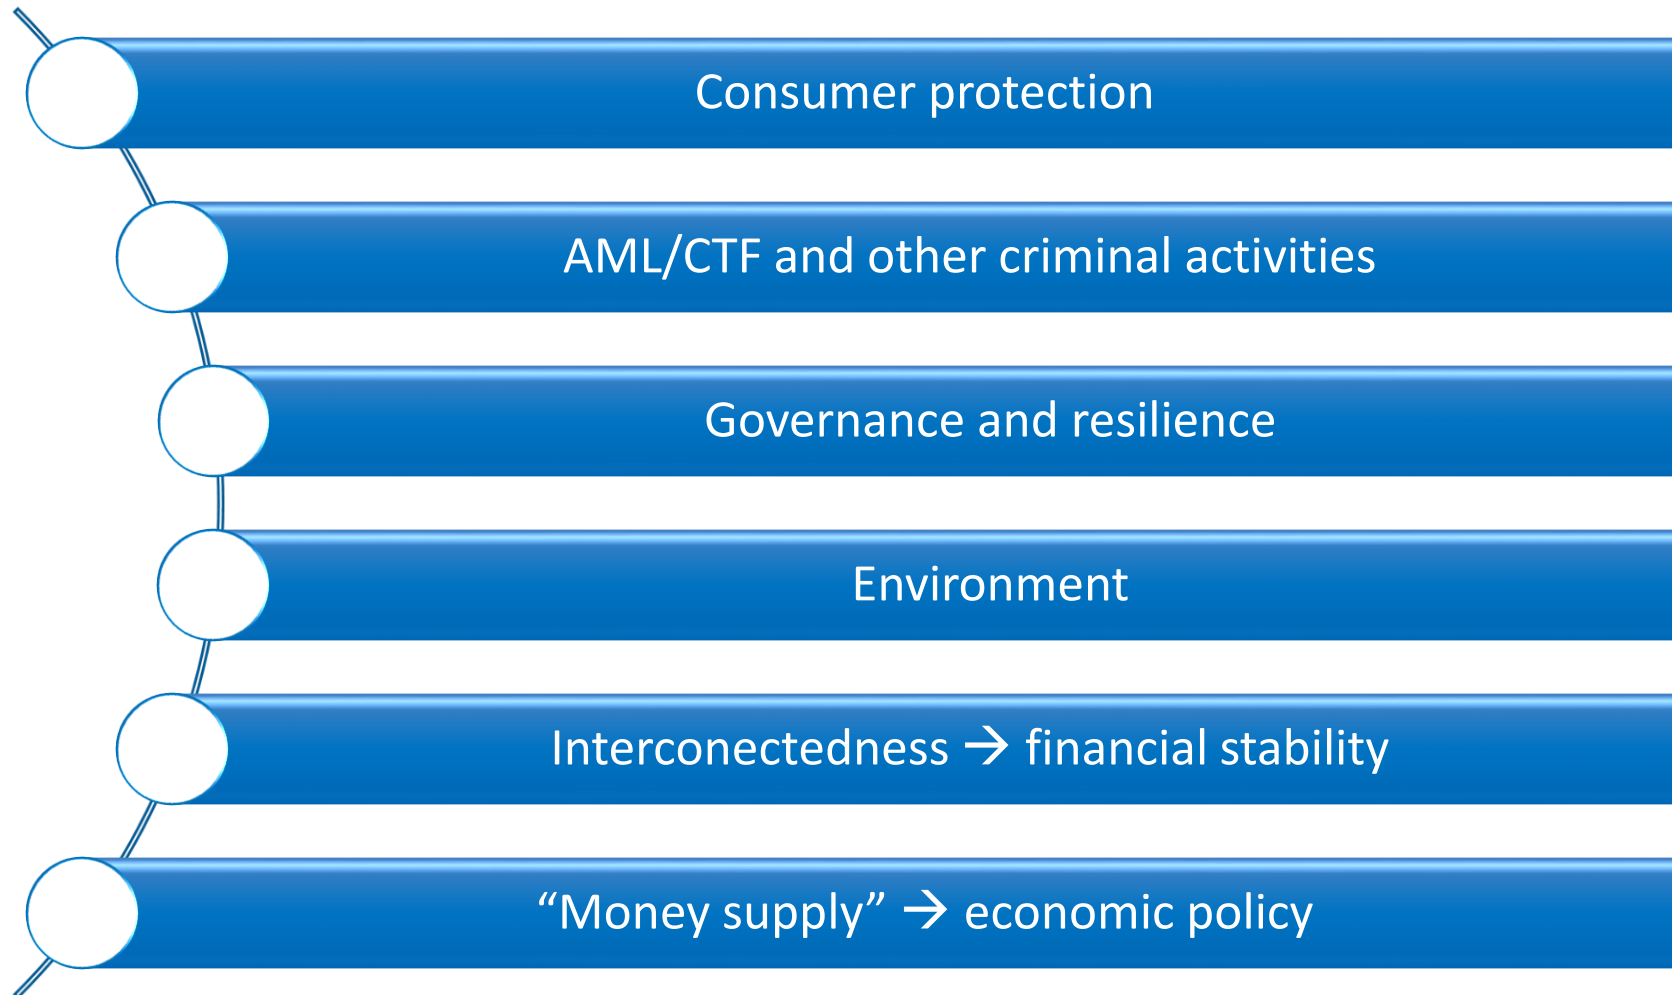 Consumer protection
AML/CTF and other criminal activities
Governance and resilience
Environment
Interconectedness → financial stability
“Money supply” → economic policy